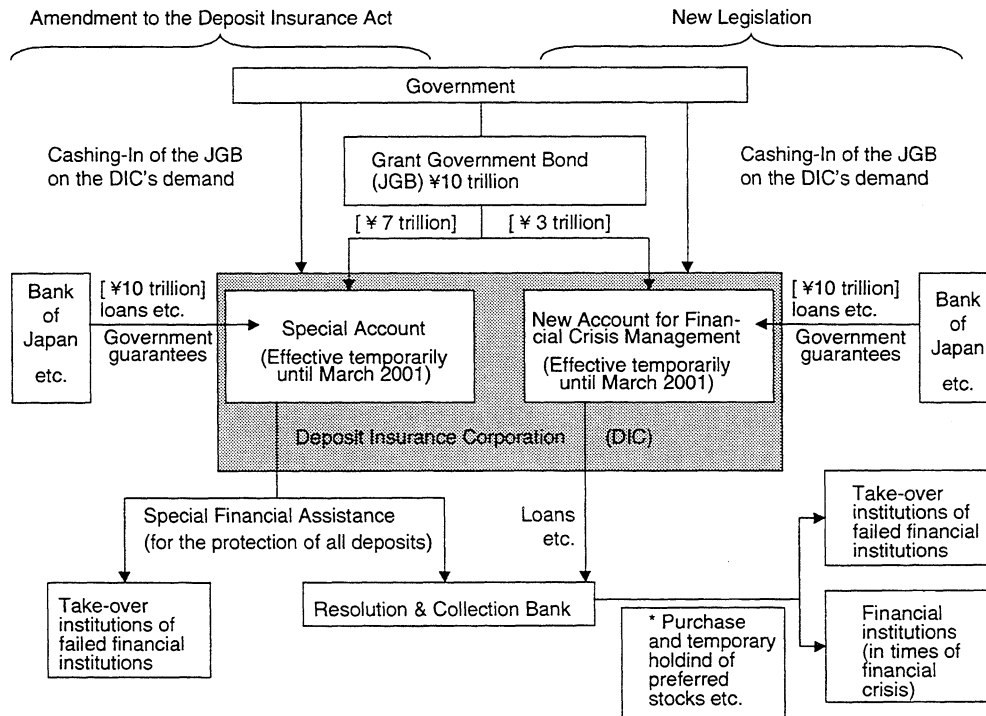 Amendment to the Deposit Insurance Act
New Legislation
Government
Cashing-In of the JGB
on the DIC's demand
Grant Government Bond
(JGB) ¥10 trillion
Cashing-In of the JGB
on the DIC's demand
[ ¥ 7 trillion]
[ ¥ 3 trillion]
Bank
of
Japan
etc.
[ ¥10 trillion]
loans etc.
Government
guarantees
Special Account
(Effective temporarily
until March 2001)
New Account for Finan-
cial Crisis Management
(Effective temporarily
until March 2001)
[ ¥10 trillion]
loans etc.
Government
guarantees
Bank
of
Japan
etc.
Deposit Insurance Corporation (DIC)
Special Financial Assistance
(for the protection of all deposits)
Loans
etc.
Take-over
institutions of
failed financial
institutions
Take-over
institutions of
failed financial
institutions
Resolution & Collection Bank
* Purchase
and temporary
holdind of
preferred
stocks etc.
Financial
institutions
(in times of
financial
crisis)